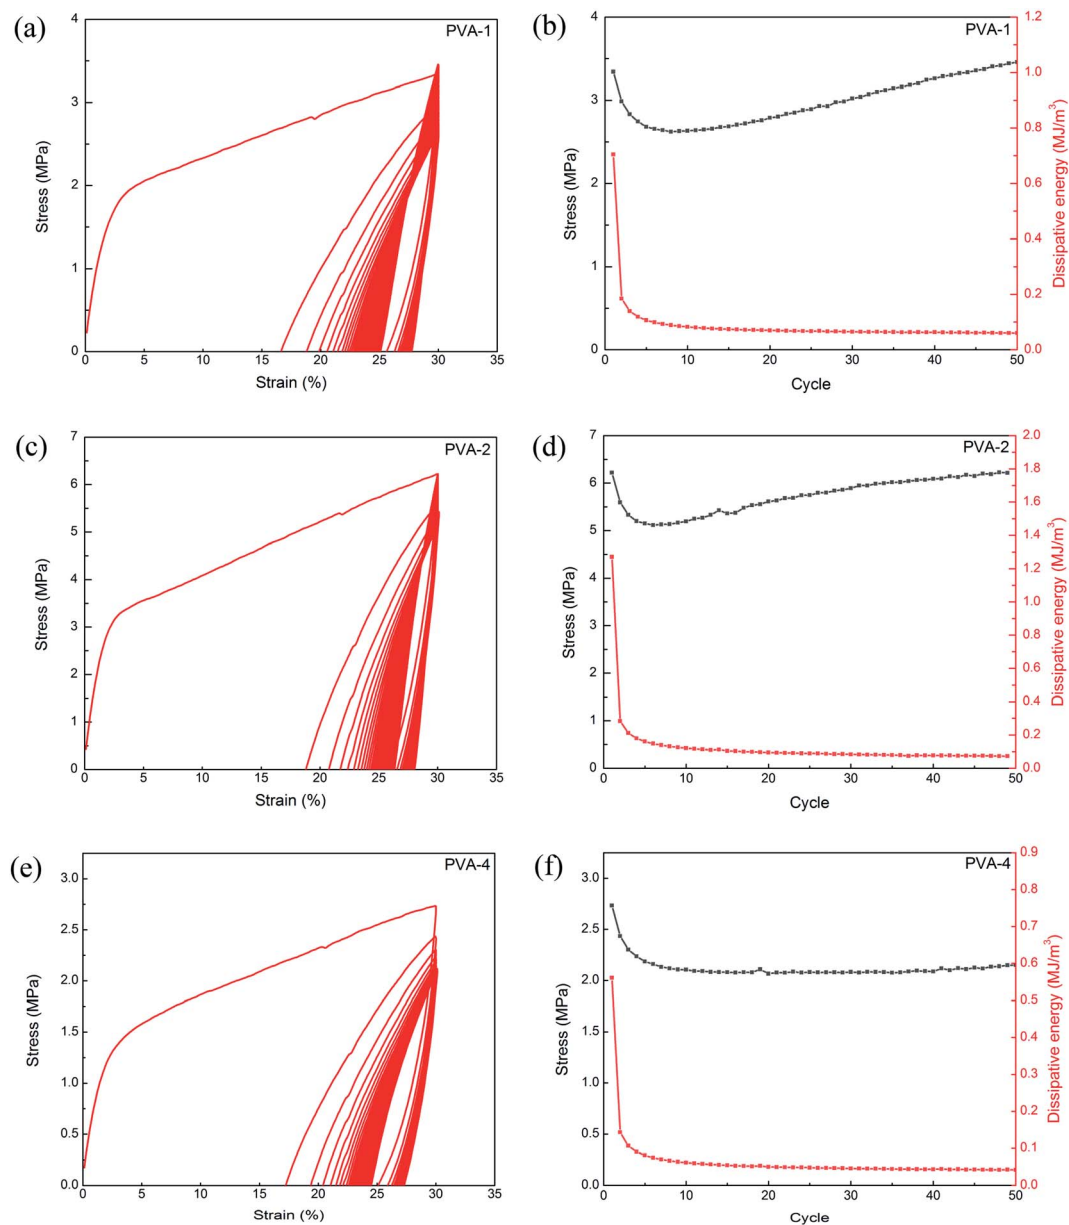 (a)
PVA-1
4
3
2
1
0
Stress (MPa)
0 5 10 15 20 25 30 35
Strain (%)
(b)
PVA-1
4
3
2
1
0
Stress (MPa)
1.2
1.0
0.8
0.6
0.4
0.2
0.0
Dissipative energy (MJ/m³)
0 10 20 30 40 50
Cycle
(c)
PVA-2
7
6
5
4
3
2
1
0
Stress (MPa)
0 5 10 15 20 25 30 35
Strain (%)
(d)
PVA-2
7
6
5
4
3
2
1
0
Stress (MPa)
2.0
1.8
1.6
1.4
1.2
1.0
0.8
0.6
0.4
0.2
0.0
Dissipative energy (MJ/m³)
0 10 20 30 40 50
Cycle
(e)
PVA-4
3.0
2.5
2.0
1.5
1.0
0.5
0.0
Stress (MPa)
0 5 10 15 20 25 30 35
Strain (%)
(f)
PVA-4
3.0
2.5
2.0
1.5
1.0
0.5
0.0
Stress (MPa)
0.9
0.8
0.7
0.6
0.5
0.4
0.3
0.2
0.1
0.0
Dissipative energy (MJ/m³)
0 10 20 30 40 50
Cycle